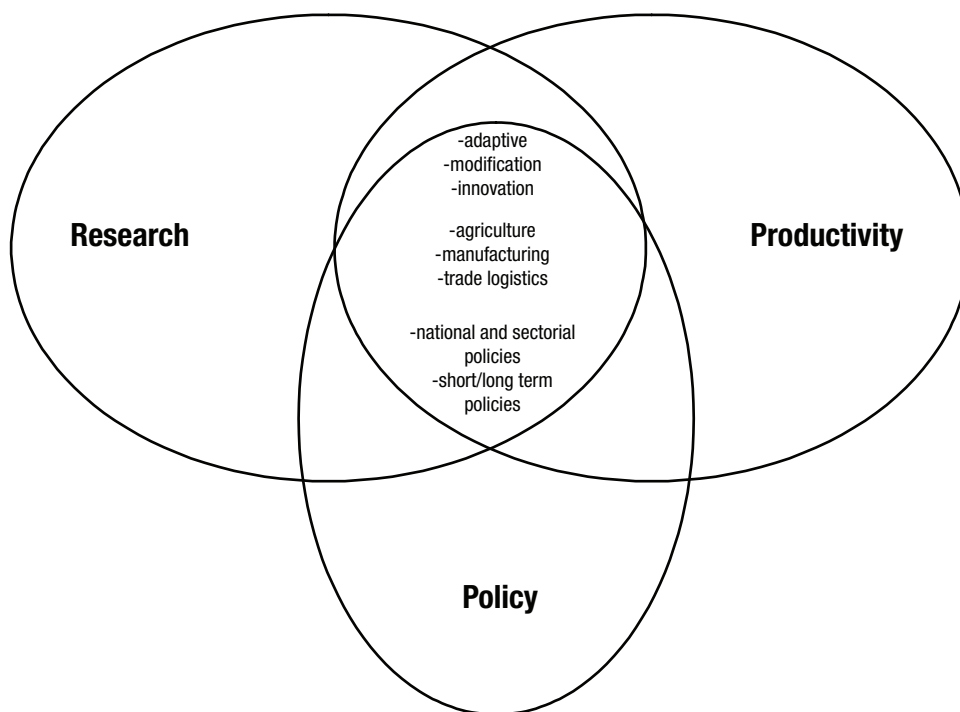 -adaptive
-modification
-innovation
Research
Productivity
-agriculture
-manufacturing
-trade logistics
-national and sectorial
policies
-short/long term
policies
Policy